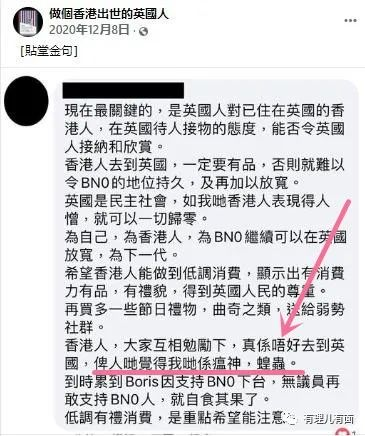 做個香港出世的英國人
2020年12月8日·
[貼堂金句]
現在最關鍵的，是英國人對已住在英國的香
港人，在英國待人接物的態度，能否令英國
人接納和欣賞。
香港人去到英國，一定要有品，否則就難以
令BNO的地位持久，及再加以放寬。
英國是民主社會，如我哋香港人表現得人
憎，就可以一切歸零。
為自己，為香港人，為BNO繼續可以在英國
放寬，為下一代。
希望香港人能做到低調消費，顯示出有消費
力有品，有禮貌，得到英國人民的尊重。
再買多一些節日禮物，曲奇之類，送給弱勢
社群。
香港人，大家互相勉勵下，真係唔好去到英
國，俾人哋覺得我哋係瘟神，蝗蟲。
到時累到Boris因支持BNO下台，無議員再
敢支持BNO人，就自食其果了。
低調有禮消費，是重點希望能注意
有理儿有面
1